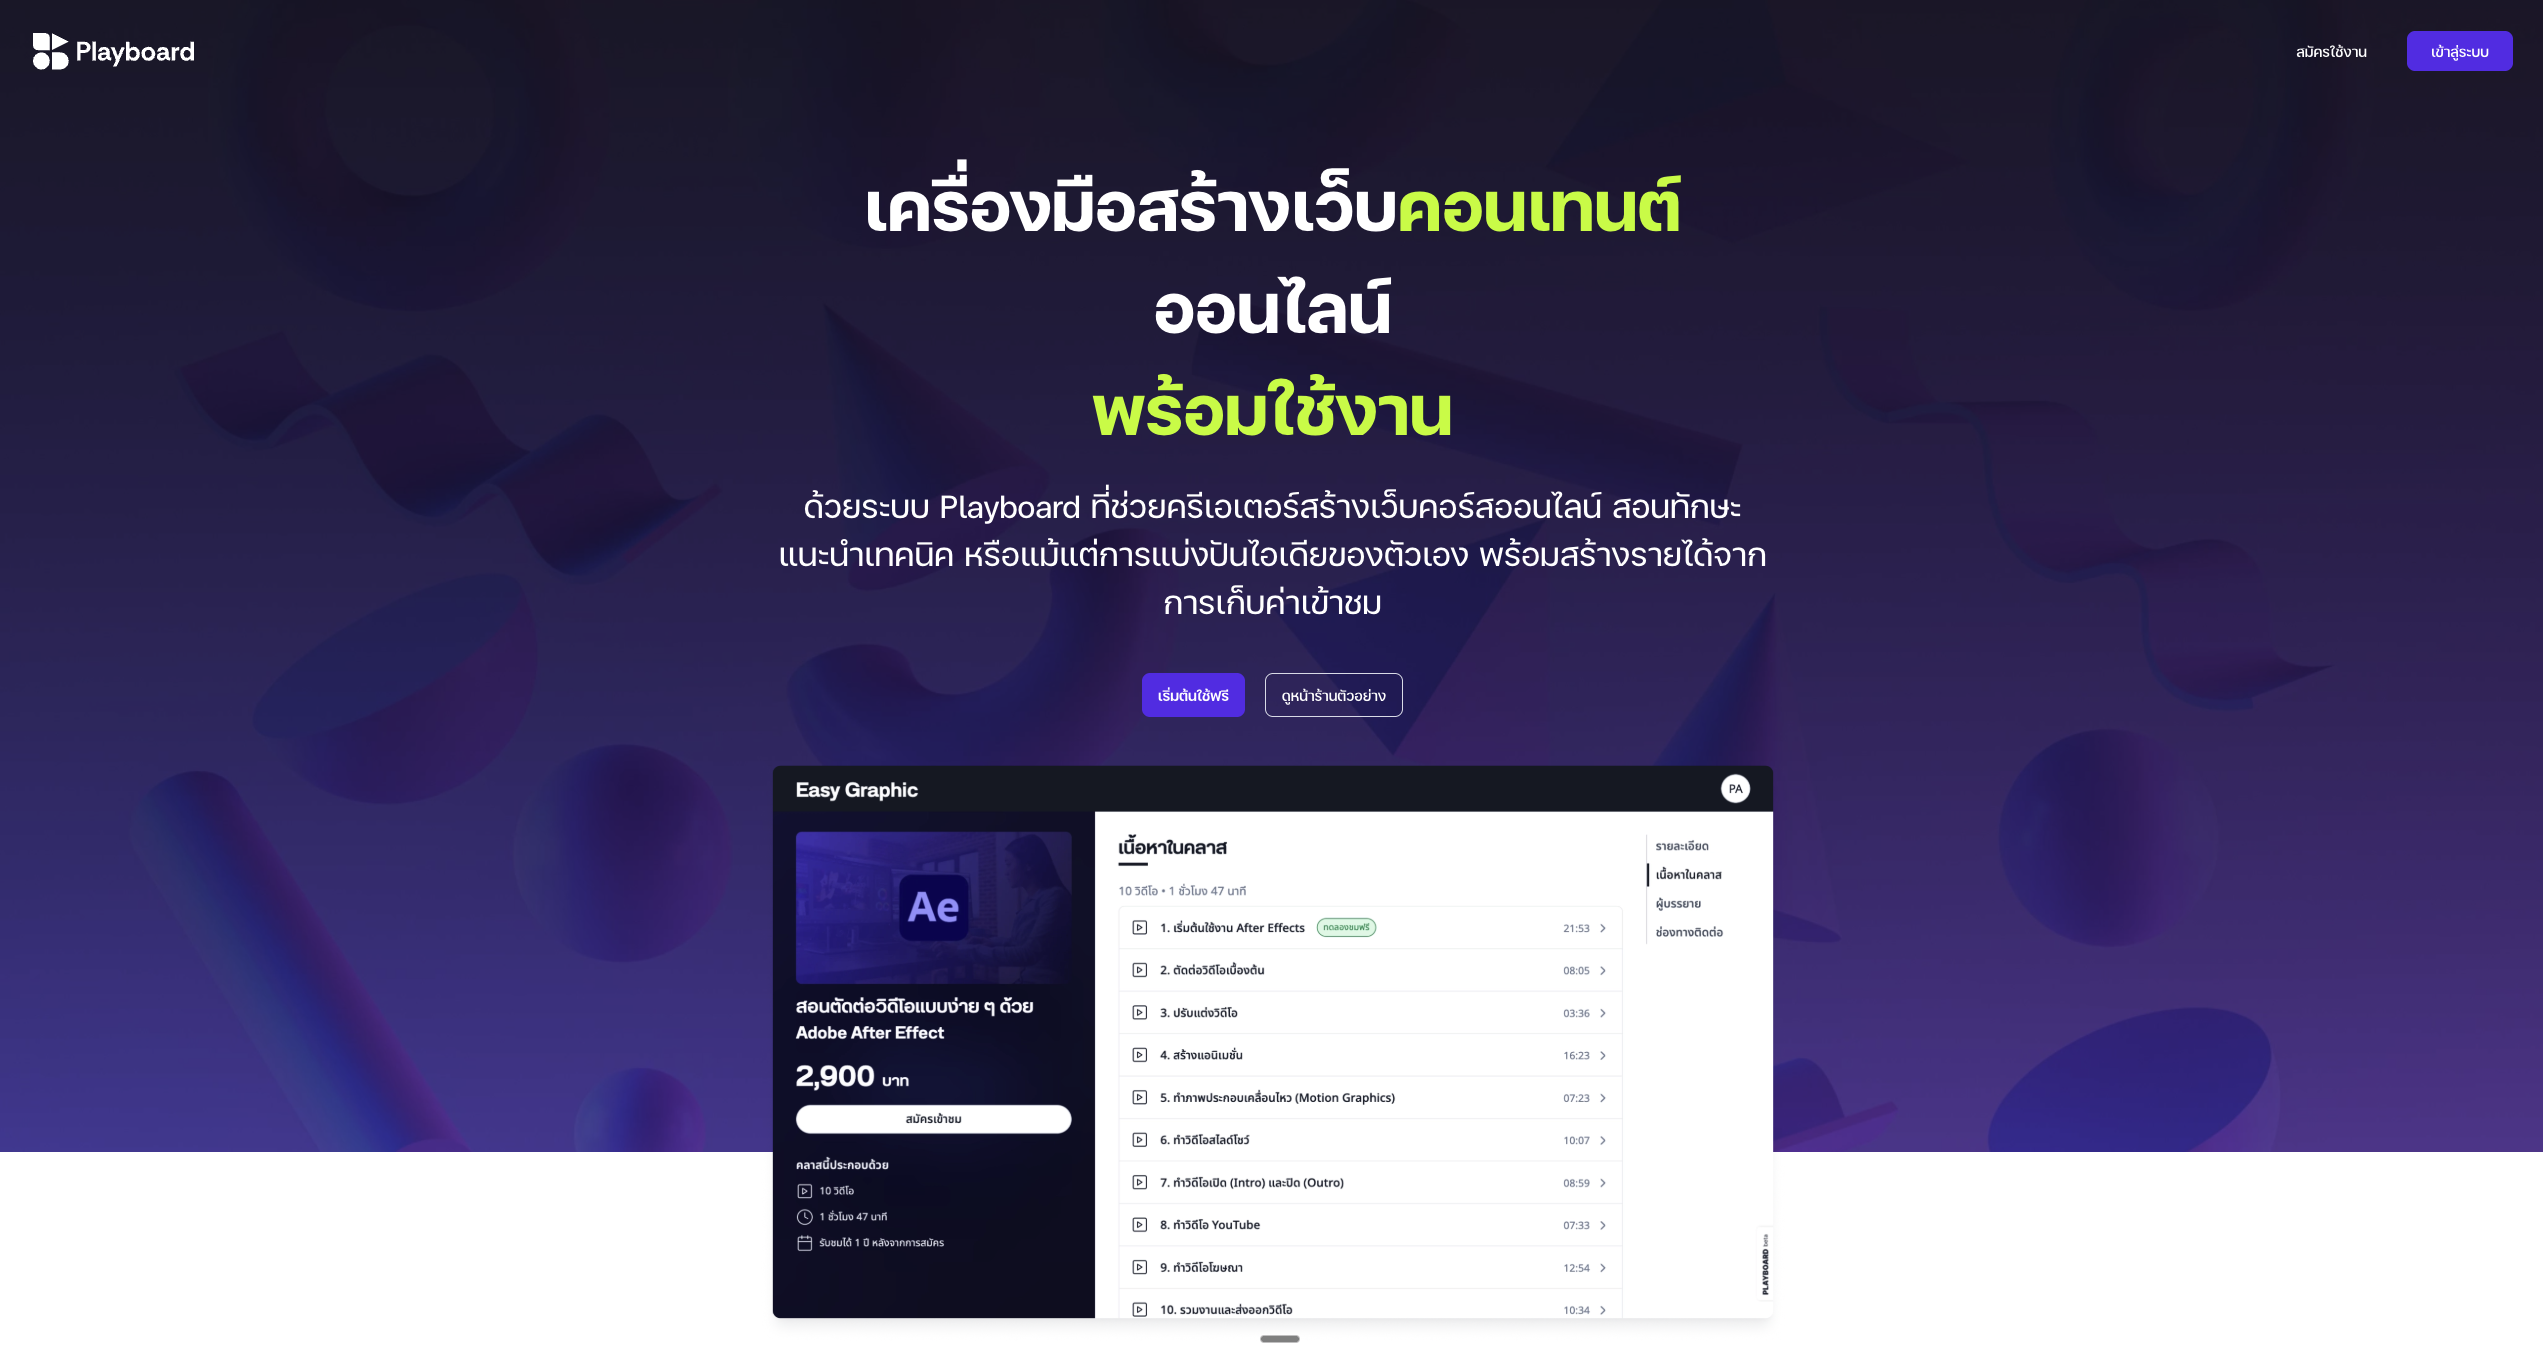 Playboard
สมัครใช้งาน
เข้าสู่ระบบ
เครื่องมือสร้างเว็บคอนเทนต์
ออนไลน์
พร้อมใช้งาน
ด้วยระบบ Playboard ที่ช่วยครีเอเตอร์สร้างเว็บคอร์สออนไลน์ สอนทักษะ
แนะนำเทคนิค หรือแม้แต่การแบ่งปันไอเดียของตัวเอง พร้อมสร้างรายได้จาก
การเก็บค่าเข้าชม
เริ่มต้นใช้ฟรี
ดูหน้าร้านตัวอย่าง
Easy Graphic
PA
Ae
สอนตัดต่อวิดีโอแบบง่าย ๆ ด้วย
Adobe After Effect
2,900 บาท
สมัครเข้าชม
คลาสนี้ประกอบด้วย
10 วิดีโอ
1 ชั่วโมง 47 นาที
รับชมได้ 1 ปี หลังจากการสมัคร
เนื้อหาในคลาส
10 วิดีโอ • 1 ชั่วโมง 47 นาที
1. เริ่มต้นใช้งาน After Effects ทดลองชมฟรี 21:53
2. ตัดต่อวิดีโอเบื้องต้น 08:05
3. ปรับแต่งวิดีโอ 03:36
4. สร้างแอนิเมชั่น 16:23
5. ทำภาพประกอบเคลื่อนไหว (Motion Graphics) 07:23
6. ทำวิดีโอสไลด์โชว์ 10:07
7. ทำวิดีโอเปิด (Intro) และปิด (Outro) 08:59
8. ทำวิดีโอ YouTube 07:33
9. ทำวิดีโอโฆษณา 12:54
10. รวมงานและส่งออกวิดีโอ 10:34
รายละเอียด
เนื้อหาในคลาส
ผู้บรรยาย
ช่องทางติดต่อ
PLAYBOARD beta